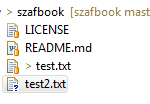 > szafbook [szafbook mast
LICENSE
README.md
> test.txt
test2.txt